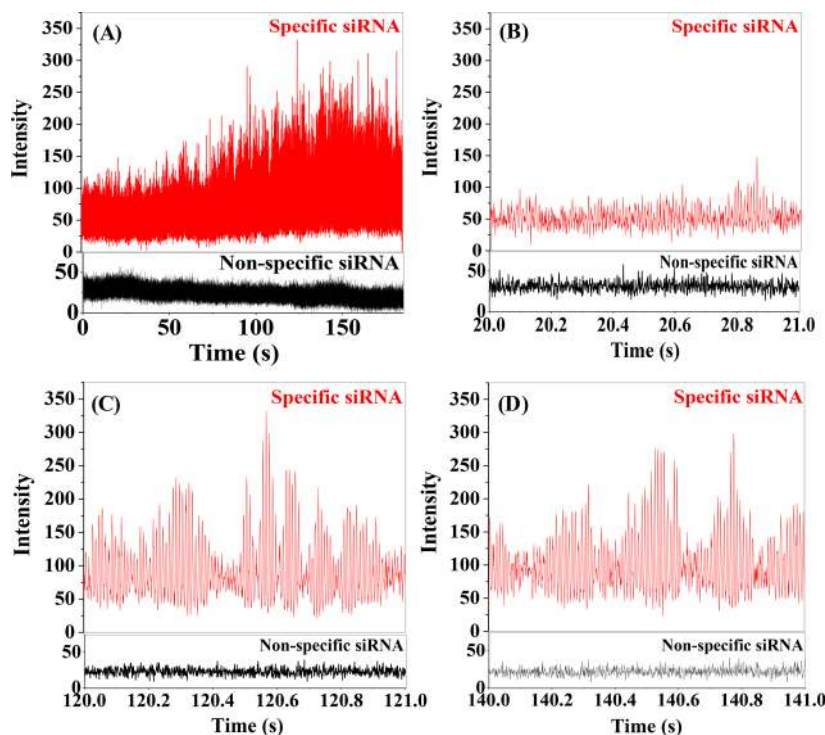 (A)
Specific siRNA
Intensity
350
300
250
200
150
100
50
0
Non-specific siRNA
50
0
0 50 100 150
Time (s)
(B)
Specific siRNA
Intensity
350
300
250
200
150
100
50
0
Non-specific siRNA
50
0
20.0 20.2 20.4 20.6 20.8 21.0
Time (s)
(C)
Specific siRNA
Intensity
350
300
250
200
150
100
50
0
Non-specific siRNA
50
0
120.0 120.2 120.4 120.6 120.8 121.0
Time (s)
(D)
Specific siRNA
Intensity
350
300
250
200
150
100
50
0
Non-specific siRNA
50
0
140.0 140.2 140.4 140.6 140.8 141.0
Time (s)